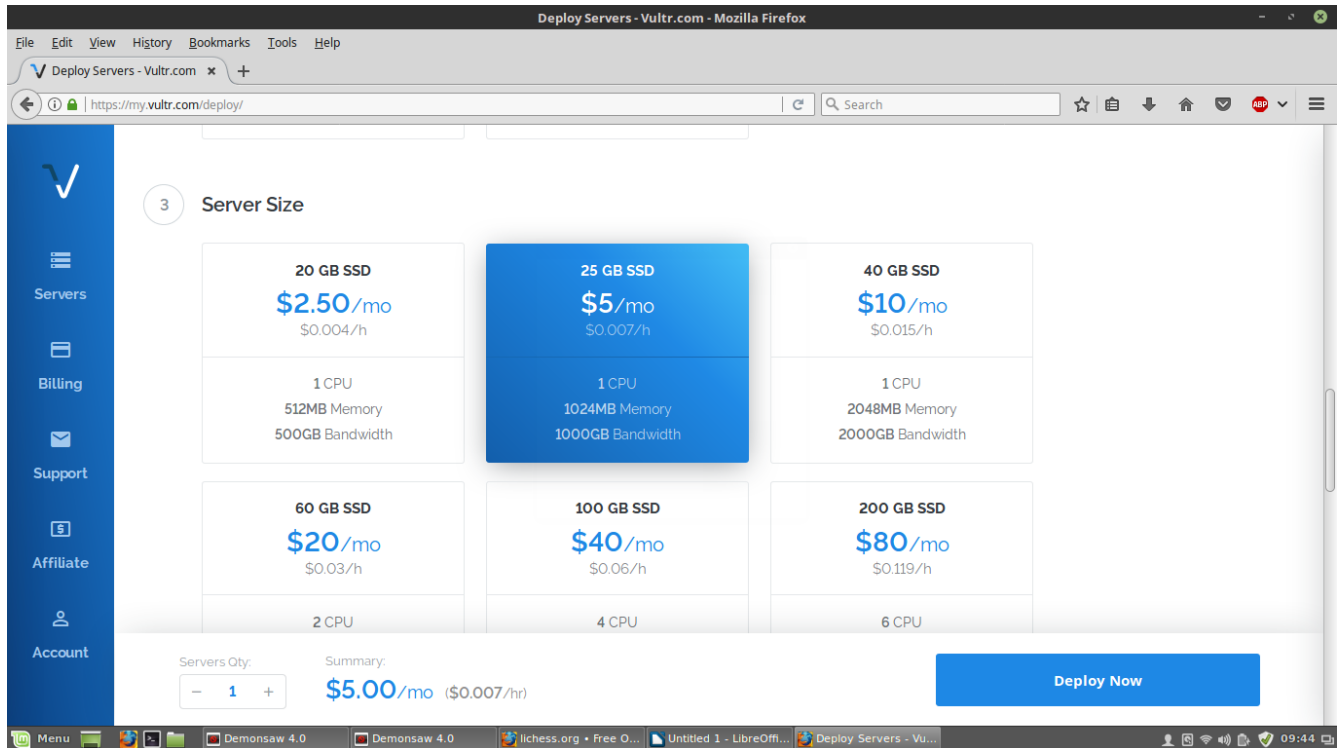 Deploy Servers - Vultr.com - Mozilla Firefox
File Edit View History Bookmarks Tools Help
Deploy Servers - Vultr.com
https://my.vultr.com/deploy/
Search
ABP
3 Server Size
Servers
Billing
Support
Affiliate
Account
20 GB SSD
$2.50/mo
$0.004/h
1 CPU
512MB Memory
500GB Bandwidth
25 GB SSD
$5/mo
$0.007/h
1 CPU
1024MB Memory
1000GB Bandwidth
40 GB SSD
$10/mo
$0.015/h
1 CPU
2048MB Memory
2000GB Bandwidth
60 GB SSD
$20/mo
$0.03/h
2 CPU
100 GB SSD
$40/mo
$0.06/h
4 CPU
200 GB SSD
$80/mo
$0.119/h
6 CPU
Servers Qty:
− 1 +
Summary:
$5.00/mo ($0.007/hr)
Deploy Now
Menu Demonsaw 4.0 Demonsaw 4.0 lichess.org • Free O... Untitled 1 - LibreOffi... Deploy Servers - Vu... 09:44